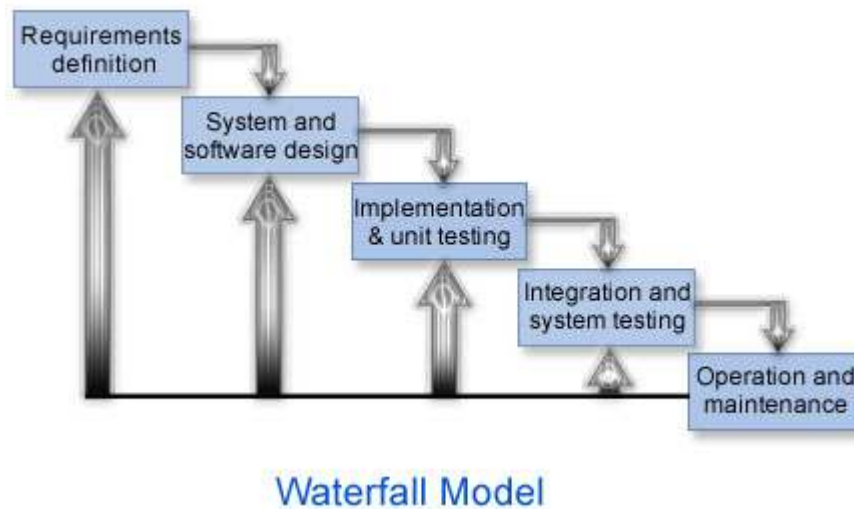 Requirements
definition
System and
software design
Implementation
& unit testing
Integration and
system testing
Operation and
maintenance
Waterfall Model